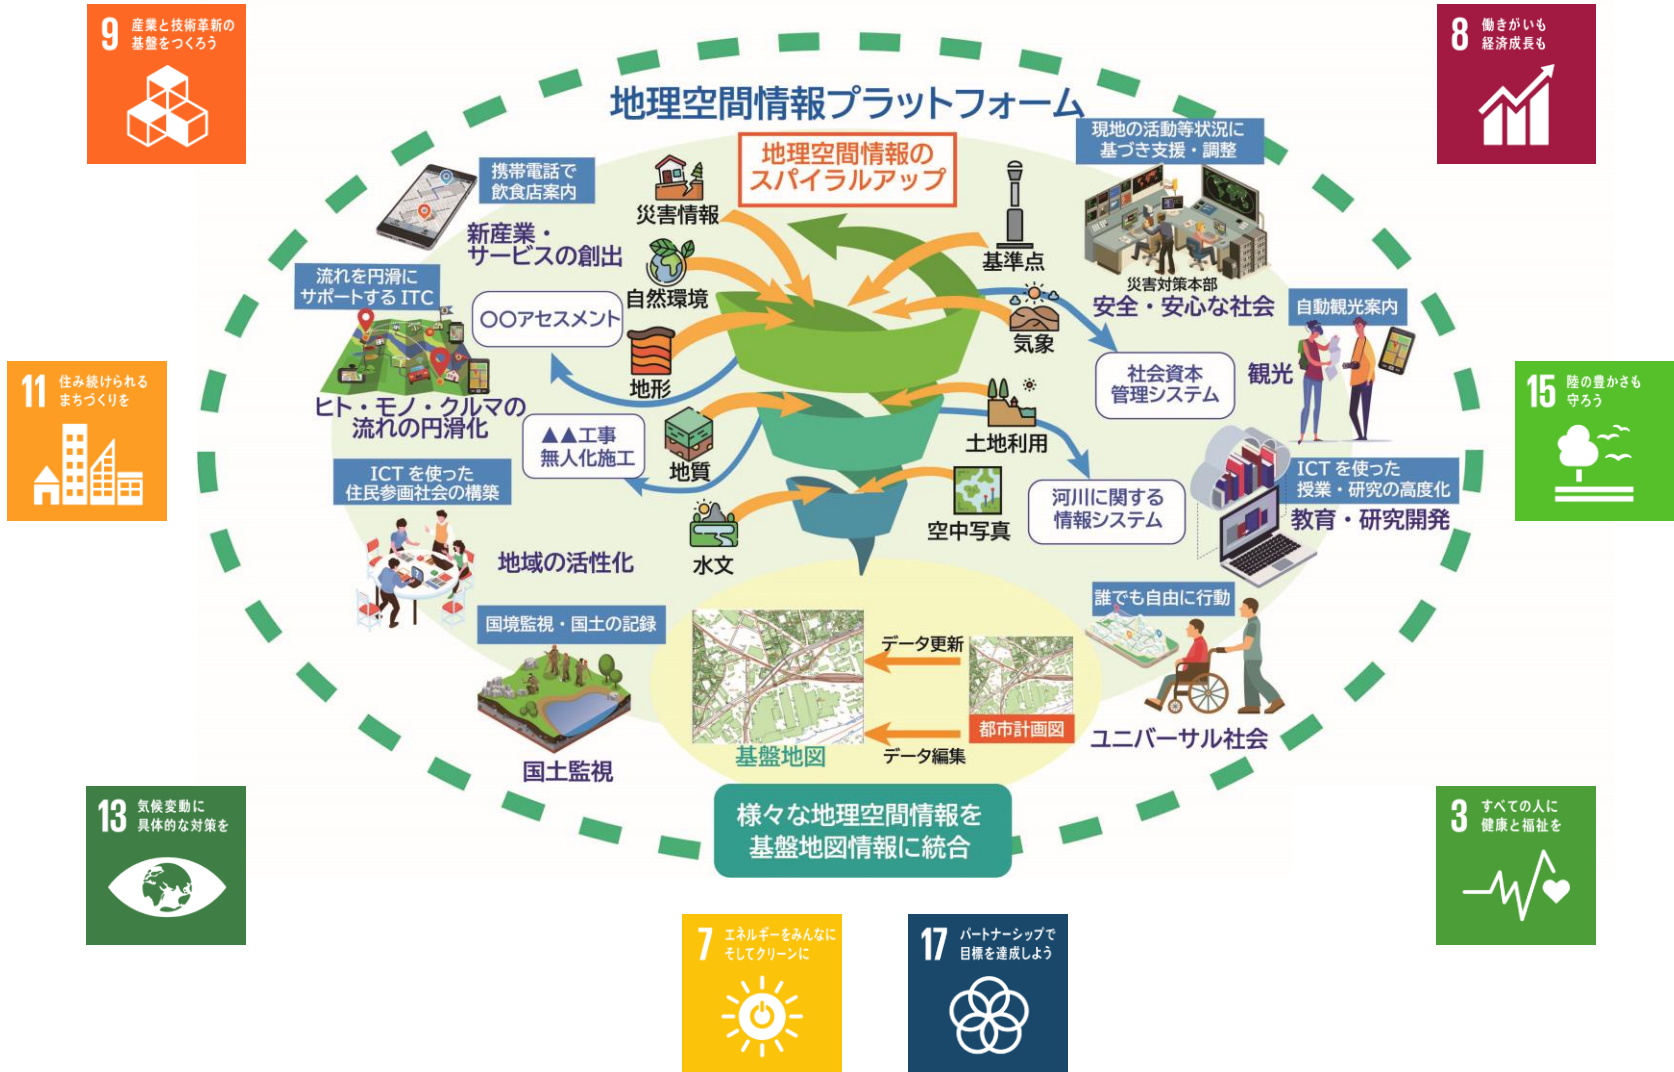 9 産業と技術革新の
基盤をつくろう
8 働きがいも
経済成長も
地理空間情報プラットフォーム
地理空間情報の
スパイラルアップ
現地の活動等状況に
基づき支援・調整
携帯電話で
飲食店案内
災害情報
新産業・
サービスの創出
基準点
災害対策本部
安全・安心な社会
流れを円滑に
サポートする ITC
自然環境
〇〇アセスメント
気象
自動観光案内
地形
社会資本
管理システム
観光
11 住み続けられる
まちづくりを
15 陸の豊かさも
守ろう
ヒト・モノ・クルマの
流れの円滑化
▲▲工事
無人化施工
地質
土地利用
ICT を使った
住民参画社会の構築
ICT を使った
授業・研究の高度化
河川に関する
情報システム
教育・研究開発
空中写真
水文
地域の活性化
誰でも自由に行動
国境監視・国土の記録
データ更新
都市計画図
データ編集
基盤地図
ユニバーサル社会
国土監視
様々な地理空間情報を
基盤地図情報に統合
13 気候変動に
具体的な対策を
3 すべての人に
健康と福祉を
7 エネルギーをみんなに
そしてクリーンに
17 パートナーシップで
目標を達成しよう